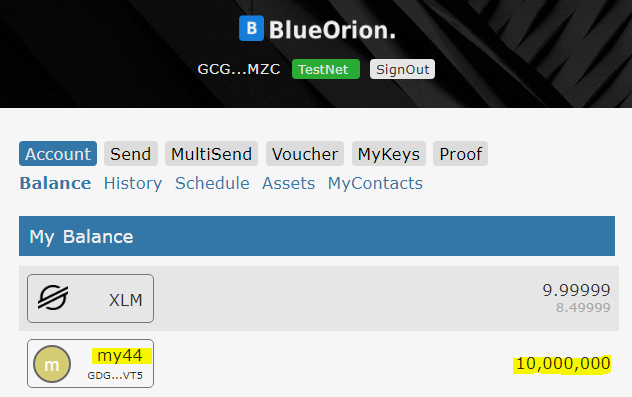 B BlueOrion.
GCG...MZC TestNet SignOut
Account Send MultiSend Voucher MyKeys Proof
Balance History Schedule Assets MyContacts
My Balance
XLM 9.99999
8.49999
m my44 10,000,000
GDG...VT5